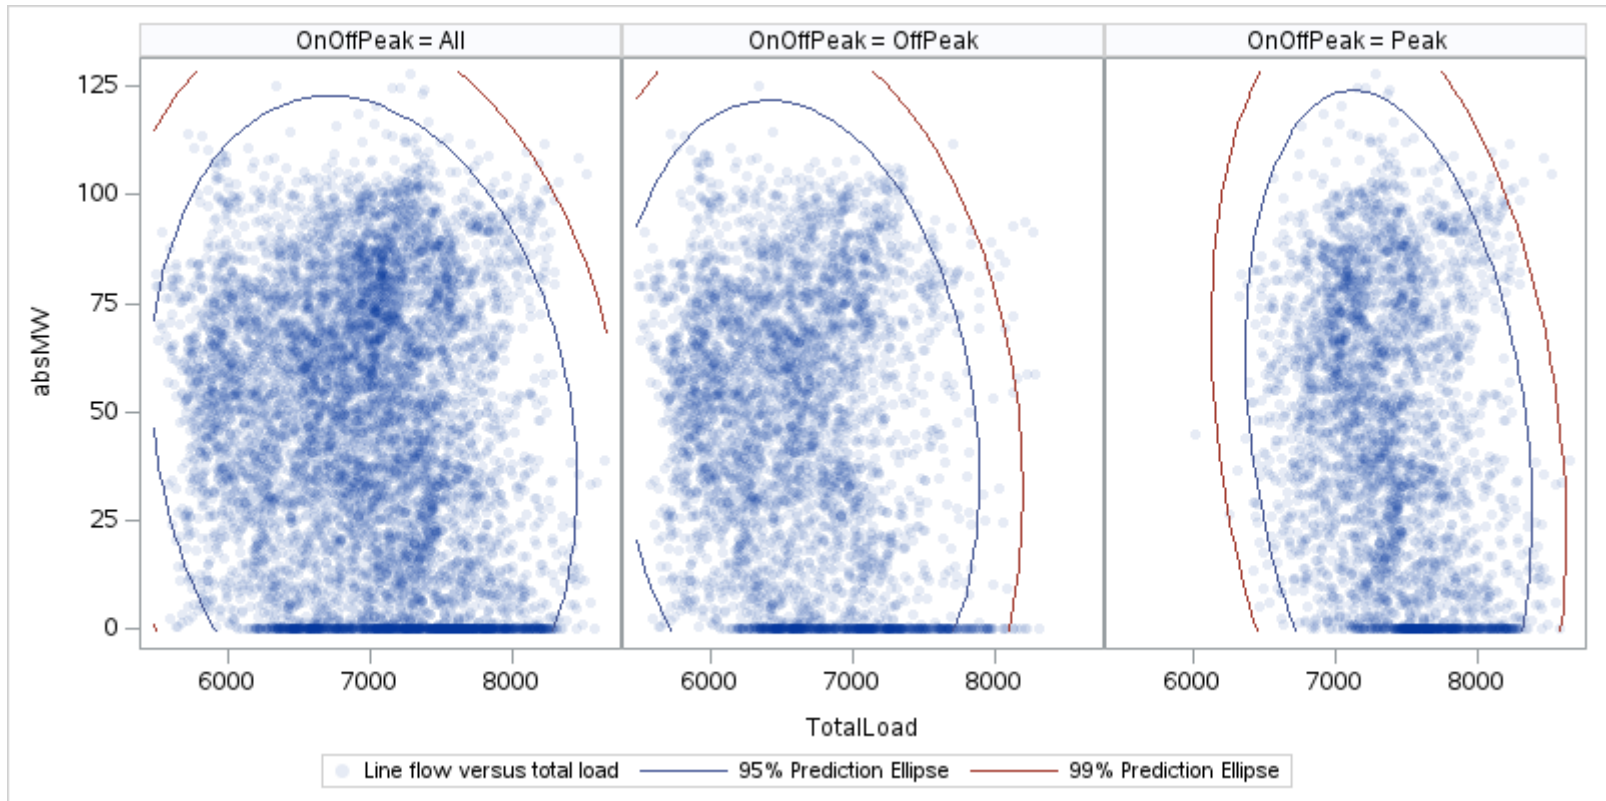 OnOffPeak = All
OnOffPeak = OffPeak
OnOffPeak = Peak
125
100
75
50
25
0
absMW
6000 7000 8000
6000 7000 8000
6000 7000 8000
TotalLoad
Line flow versus total load
95% Prediction Ellipse
99% Prediction Ellipse